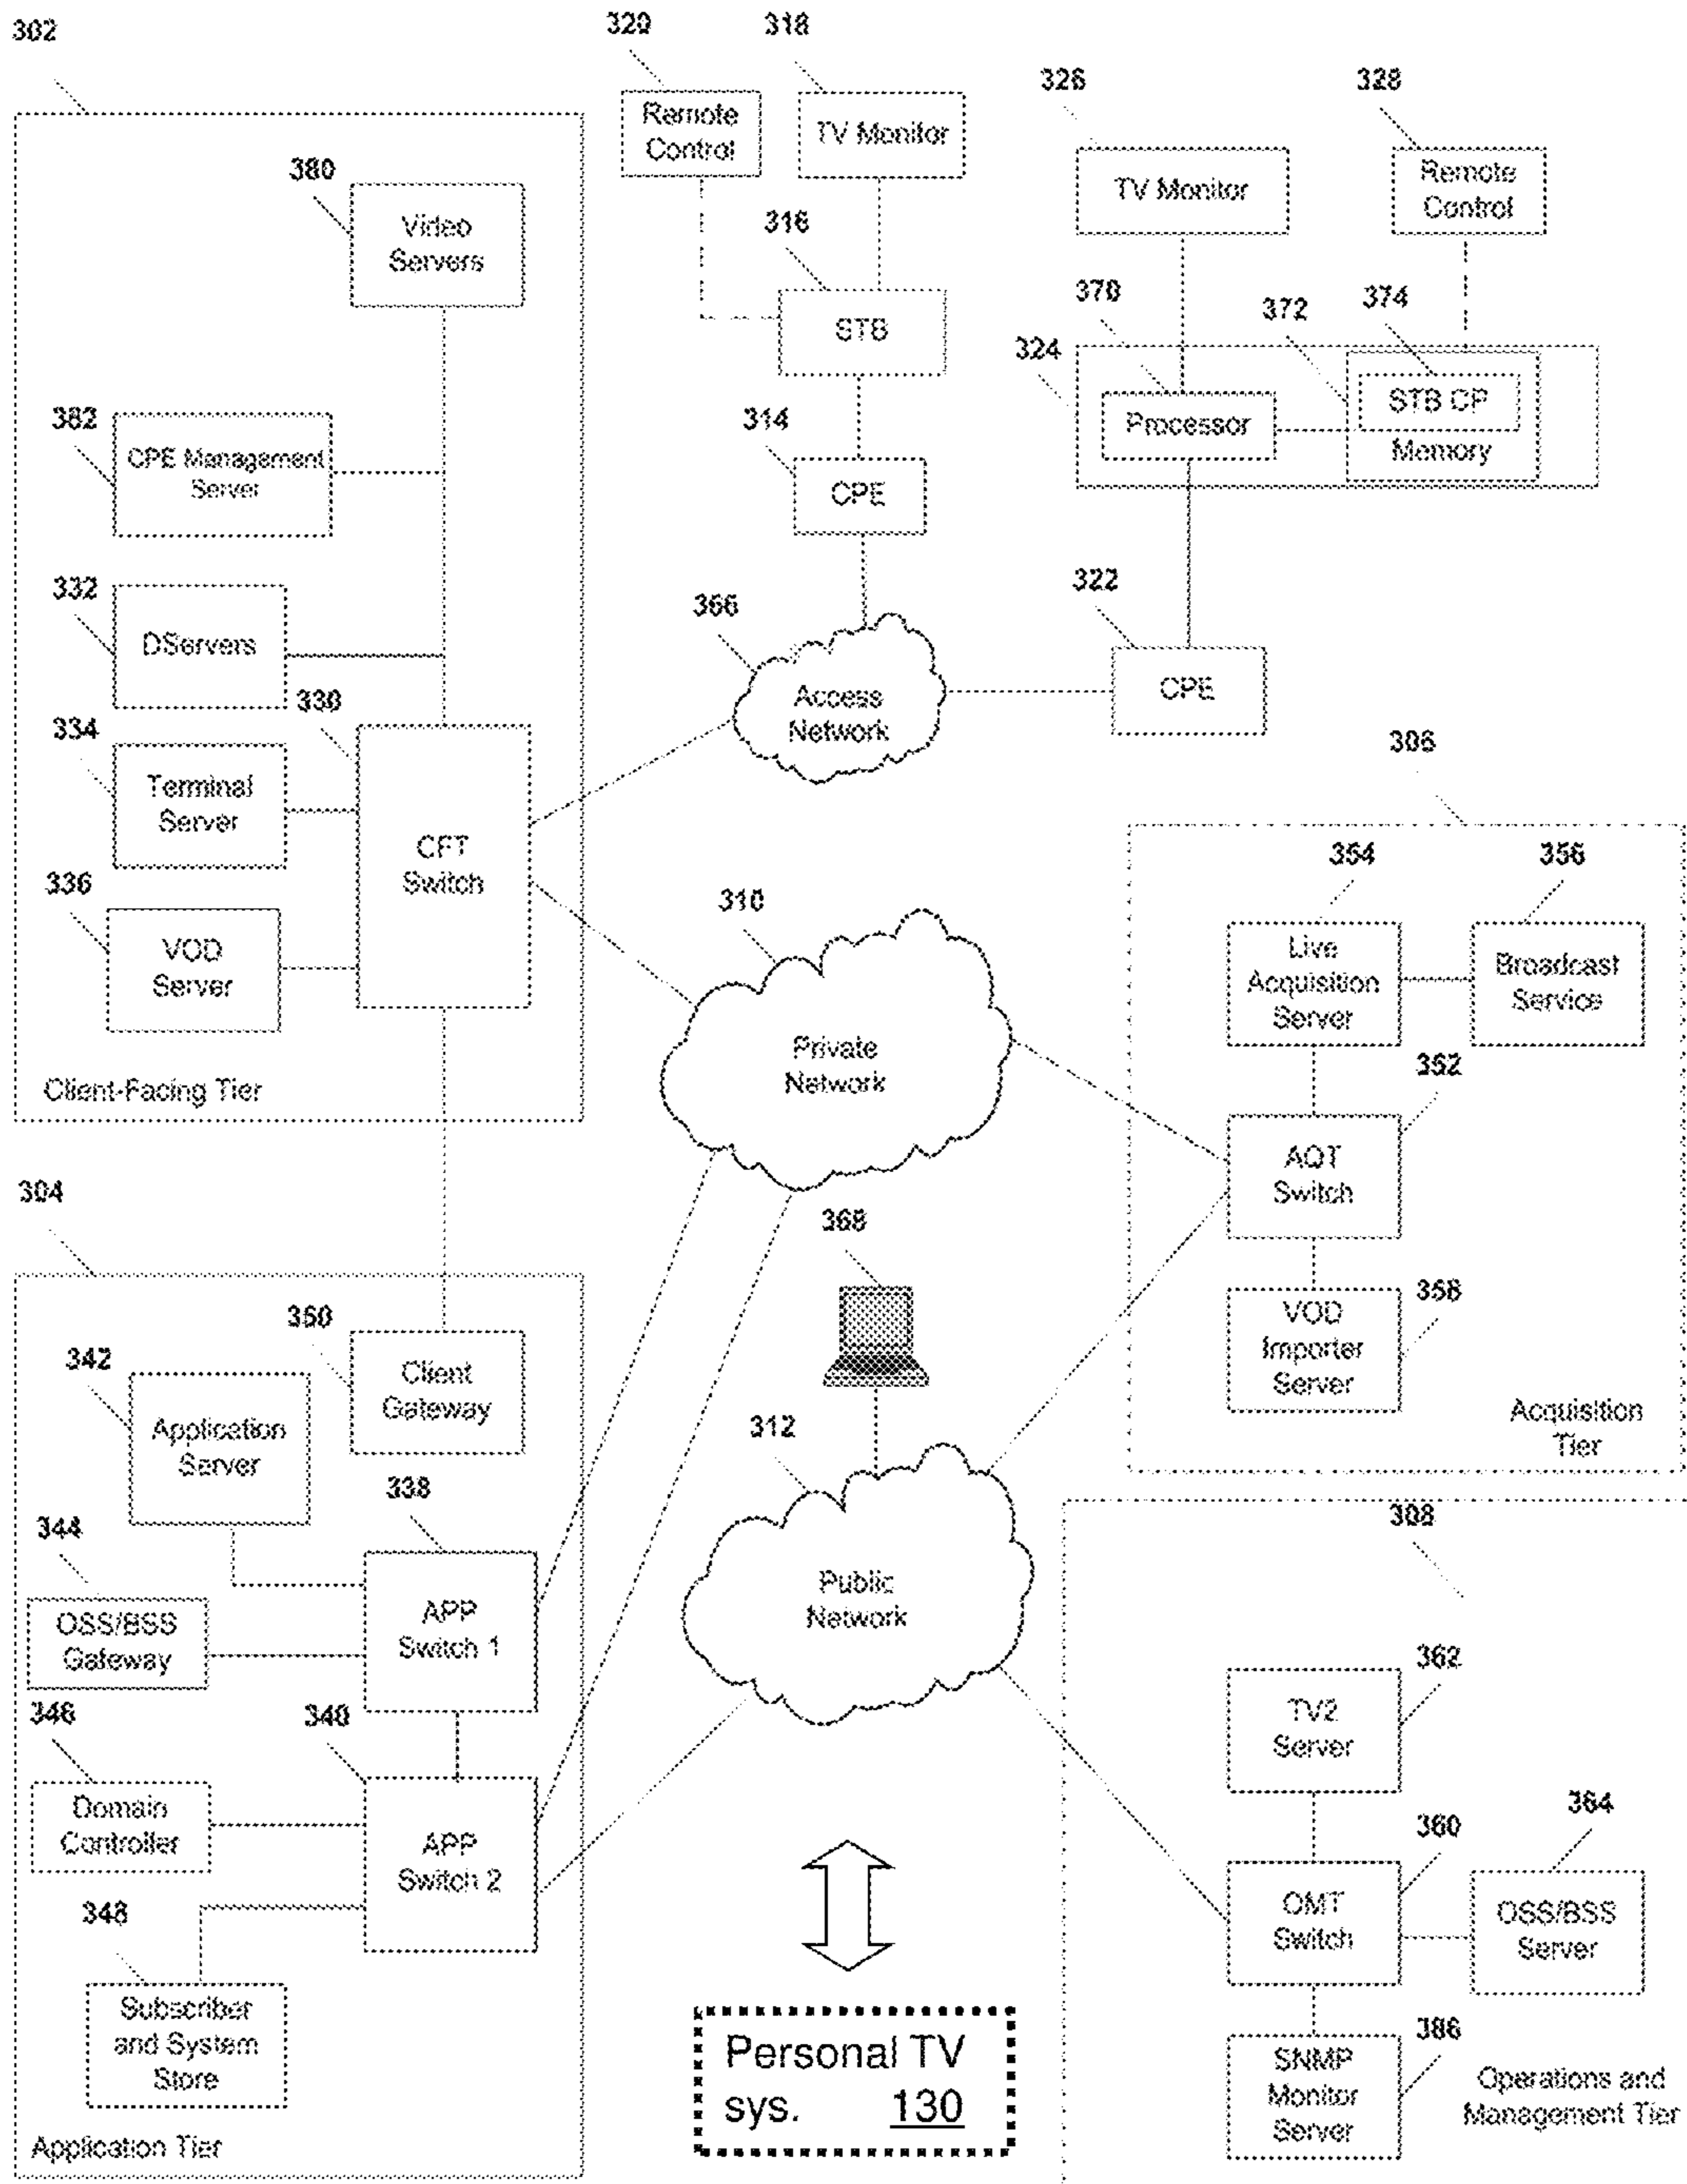 302
320
318
326
328
Remote
Control
TV Monitor
TV Monitor
Remote
Control
380
Video
Servers
316
STB
370
372
374
324
STB OP
Processor
Memory
382
CPE Management
Server
314
CPE
322
CPE
332
DServers
366
Access
Network
330
334
Terminal
Server
CFT
Switch
336
VOD
Server
Client-Facing Tier
306
354
356
Live
Acquisition
Server
Broadcast
Service
310
Private
Network
352
AQT
Switch
358
VOD
Importer
Server
Acquisition
Tier
304
368
350
Client
Gateway
342
Application
Server
312
Public
Network
338
344
OSS/BSS
Gateway
APP
Switch 1
308
362
TV2
Server
346
340
Domain
Controller
APP
Switch 2
360
364
OMT
Switch
OSS/BSS
Server
348
Subscriber
and System
Store
Application Tier
Personal TV
sys. 130
386
SNMP
Monitor
Server
Operations and
Management Tier